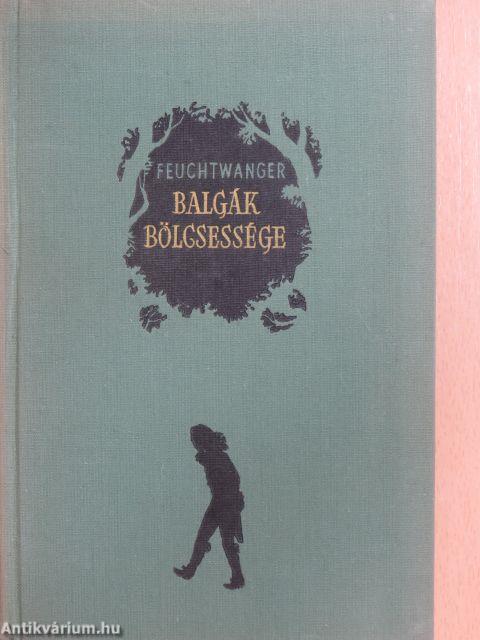 FEUCHTWANGER
BALGÁK
BÖLCSESSÉGE
Antikvárium.hu